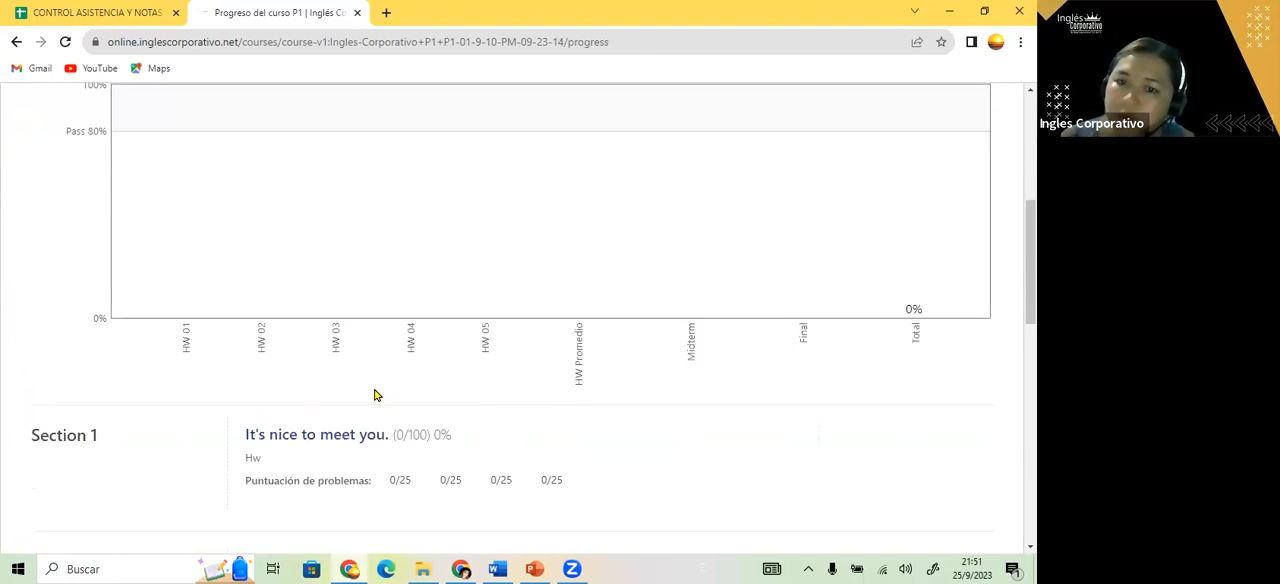 CONTROL ASISTENCIA Y NOTAS
Progreso del curso P1 | Inglés Co
online.inglescorporativo.net/courses/course-v1:Ingles-Corporativo+P1+P1-01-9-10-PM-09-23-14/progress
Gmail
YouTube
Maps
100%
Pass 80%
0%
0%
HW 01
HW 02
HW 03
HW 04
HW 05
HW Promedio
Midterm
Final
Total
Section 1
It's nice to meet you. (0/100) 0%
Hw
Puntuación de problemas: 0/25 0/25 0/25 0/25
Buscar
21:51
25/9/2023
1
Inglés
Corporativo
Ingles Corporativo